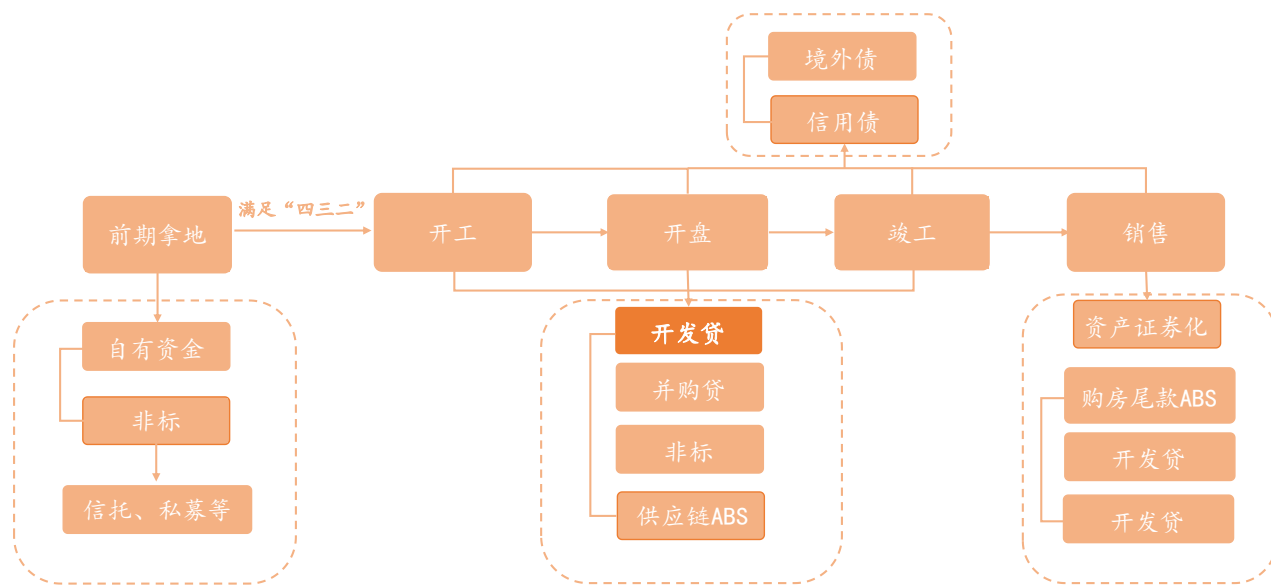 境外债
信用债
前期拿地
满足“四三二”
开工
开盘
竣工
销售
自有资金
非标
信托、私募等
开发贷
并购贷
非标
供应链ABS
资产证券化
购房尾款ABS
开发贷
开发贷